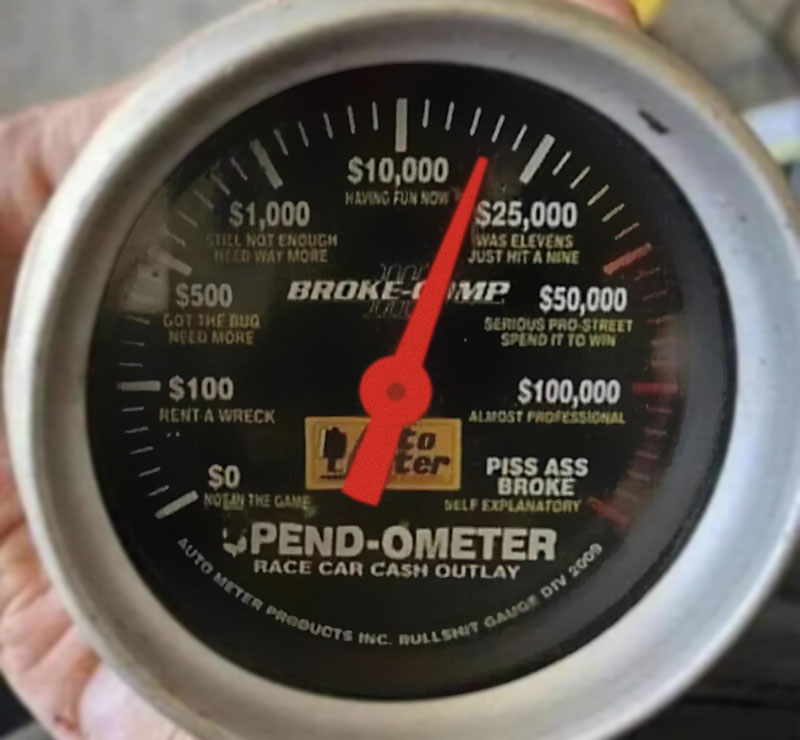 $10,000
HAVING FUN NOW
$1,000
STILL NOT ENOUGH
NEED WAY MORE
$25,000
WAS ELEVENS
JUST HIT A NINE
$500
GOT THE BUG
NEED MORE
BROKE-COMP
$50,000
SERIOUS PRO-STREET
SPEND IT TO WIN
$100
RENT A WRECK
$100,000
ALMOST PROFESSIONAL
$0
NOT IN THE GAME
Auto
Meter
PISS ASS
BROKE
SELF EXPLANATORY
SPEND-OMETER
RACE CAR CASH OUTLAY
AUTO METER PRODUCTS INC. BULLSHIT GAUGE DIV 2009